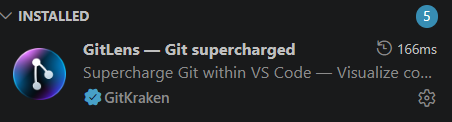 INSTALLED 5
GitLens — Git supercharged 166ms
Supercharge Git within VS Code — Visualize co...
GitKraken